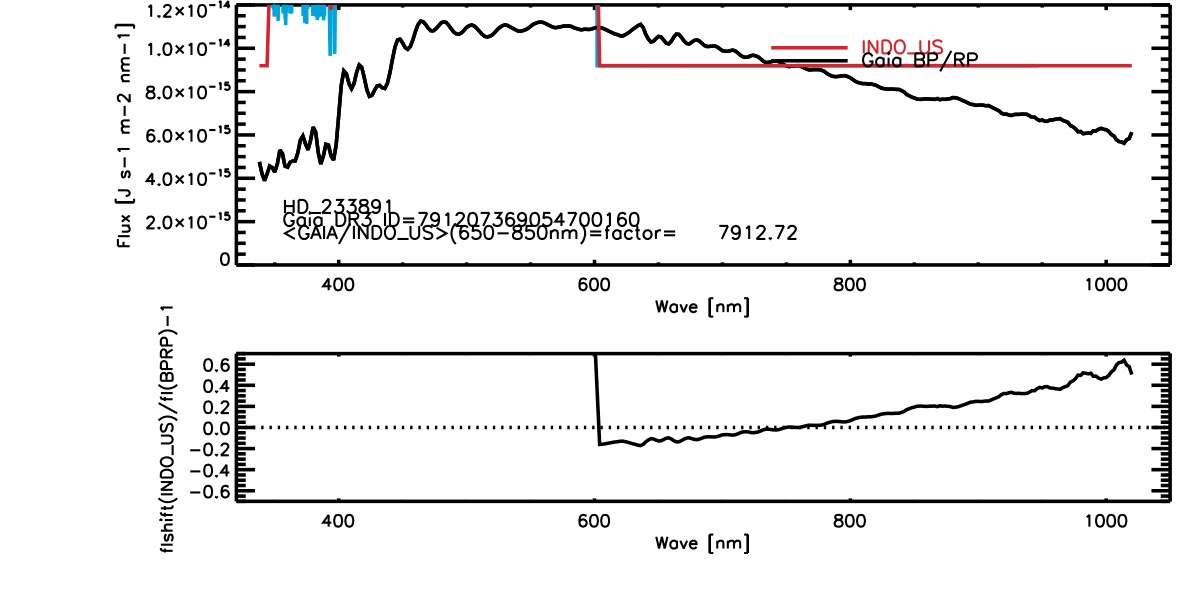 1.2×10⁻¹⁴
1.0×10⁻¹⁴
8.0×10⁻¹⁵
6.0×10⁻¹⁵
4.0×10⁻¹⁵
2.0×10⁻¹⁵
0
Flux [J s−1 m−2 nm−1]
INDO_US
Gaia BP/RP
HD_233891
Gaia DR3 ID=791207369054700160
<GAIA/INDO_US>(650−850nm)=factor= 7912.72
400 600 800 1000
Wave [nm]
flshift(INDO_US)/fl(BPRP)−1
0.6
0.4
0.2
0.0
−0.2
−0.4
−0.6
400 600 800 1000
Wave [nm]